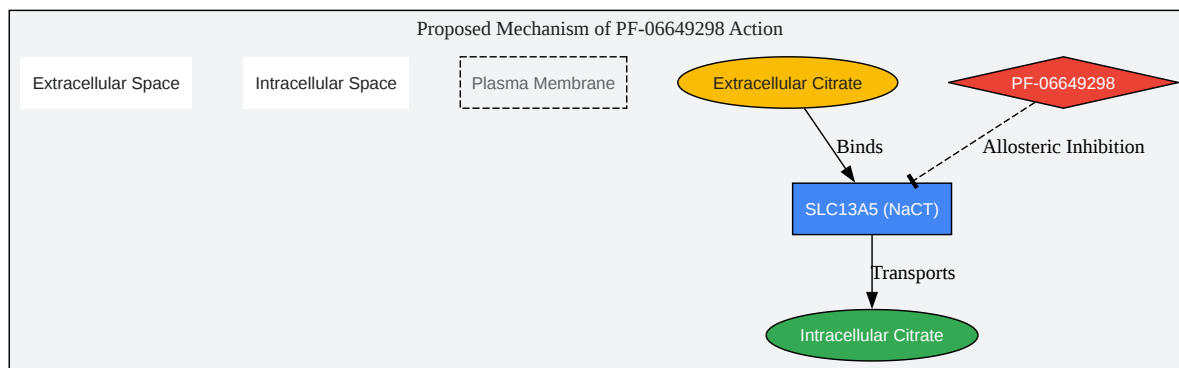 Proposed Mechanism of PF-06649298 Action
Extracellular Space
Intracellular Space
Plasma Membrane
Extracellular Citrate
PF-06649298
Binds
Allosteric Inhibition
SLC13A5 (NaCT)
Transports
Intracellular Citrate